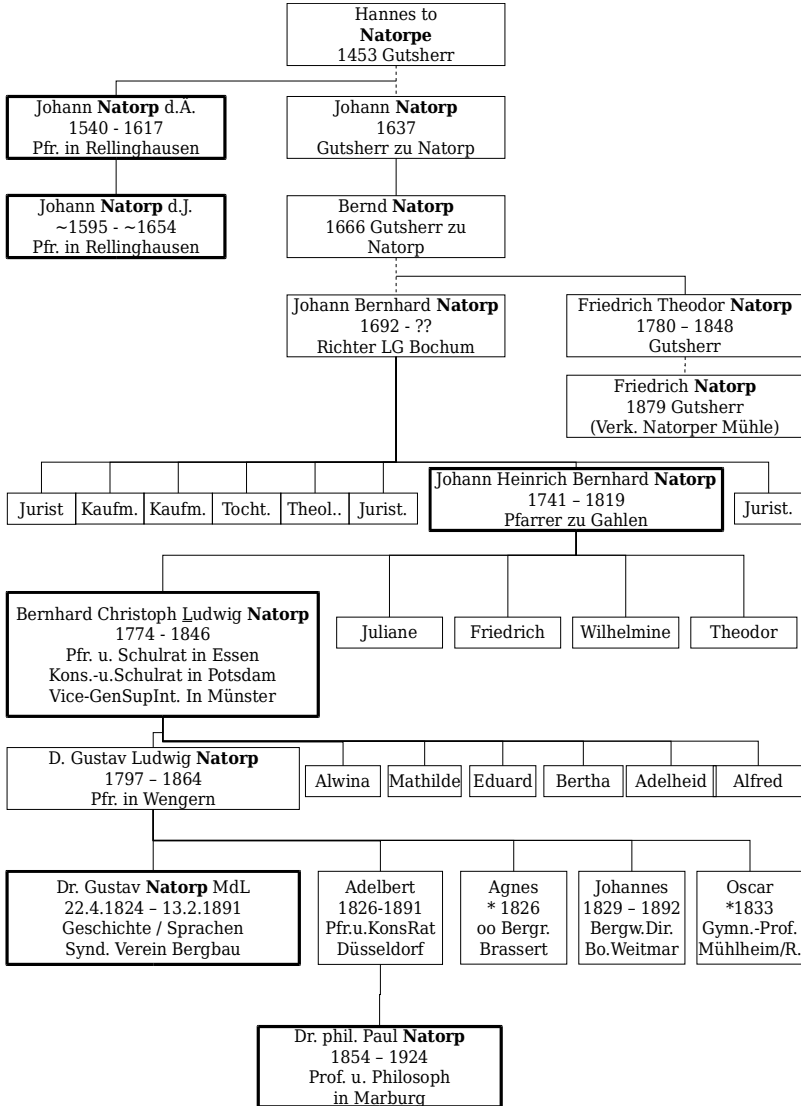 Hannes to
Natorpe
1453 Gutsherr
Johann Natorp d.Ä.
1540 - 1617
Pfr. in Rellinghausen
Johann Natorp
1637
Gutsherr zu Natorp
Johann Natorp d.J.
~1595 - ~1654
Pfr. in Rellinghausen
Bernd Natorp
1666 Gutsherr zu
Natorp
Johann Bernhard Natorp
1692 - ??
Richter LG Bochum
Friedrich Theodor Natorp
1780 – 1848
Gutsherr
Friedrich Natorp
1879 Gutsherr
(Verk. Natorper Mühle)
Jurist
Kaufm.
Kaufm.
Tocht.
Theol..
Jurist.
Johann Heinrich Bernhard Natorp
1741 – 1819
Pfarrer zu Gahlen
Jurist.
Bernhard Christoph Ludwig Natorp
1774 - 1846
Pfr. u. Schulrat in Essen
Kons.-u.Schulrat in Potsdam
Vice-GenSupInt. In Münster
Juliane
Friedrich
Wilhelmine
Theodor
D. Gustav Ludwig Natorp
1797 – 1864
Pfr. in Wengern
Alwina
Mathilde
Eduard
Bertha
Adelheid
Alfred
Dr. Gustav Natorp MdL
22.4.1824 – 13.2.1891
Geschichte / Sprachen
Synd. Verein Bergbau
Adelbert
1826-1891
Pfr.u.KonsRat
Düsseldorf
Agnes
* 1826
oo Bergr.
Brassert
Johannes
1829 – 1892
Bergw.Dir.
Bo.Weitmar
Oscar
*1833
Gymn.-Prof.
Mühlheim/R.
Dr. phil. Paul Natorp
1854 – 1924
Prof. u. Philosoph
in Marburg